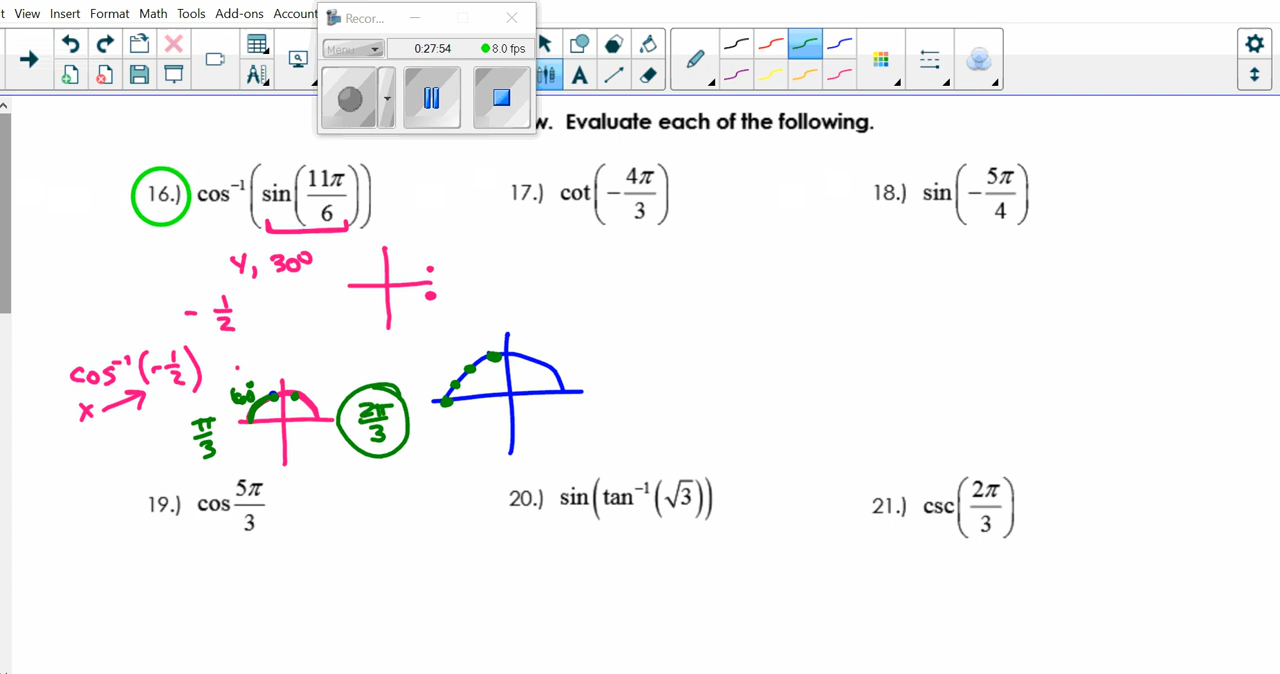 t View Insert Format Math Tools Add-ons Account
Recor...
Menu 0:27:54 8.0 fps
w. Evaluate each of the following.
16.) cos⁻¹(sin(11π/6))
17.) cot(−4π/3)
18.) sin(−5π/4)
y, 30°
- 1/2
cos⁻¹(-1/2)
x
60°
π/3
2π/3
19.) cos 5π/3
20.) sin(tan⁻¹(√3))
21.) csc(2π/3)